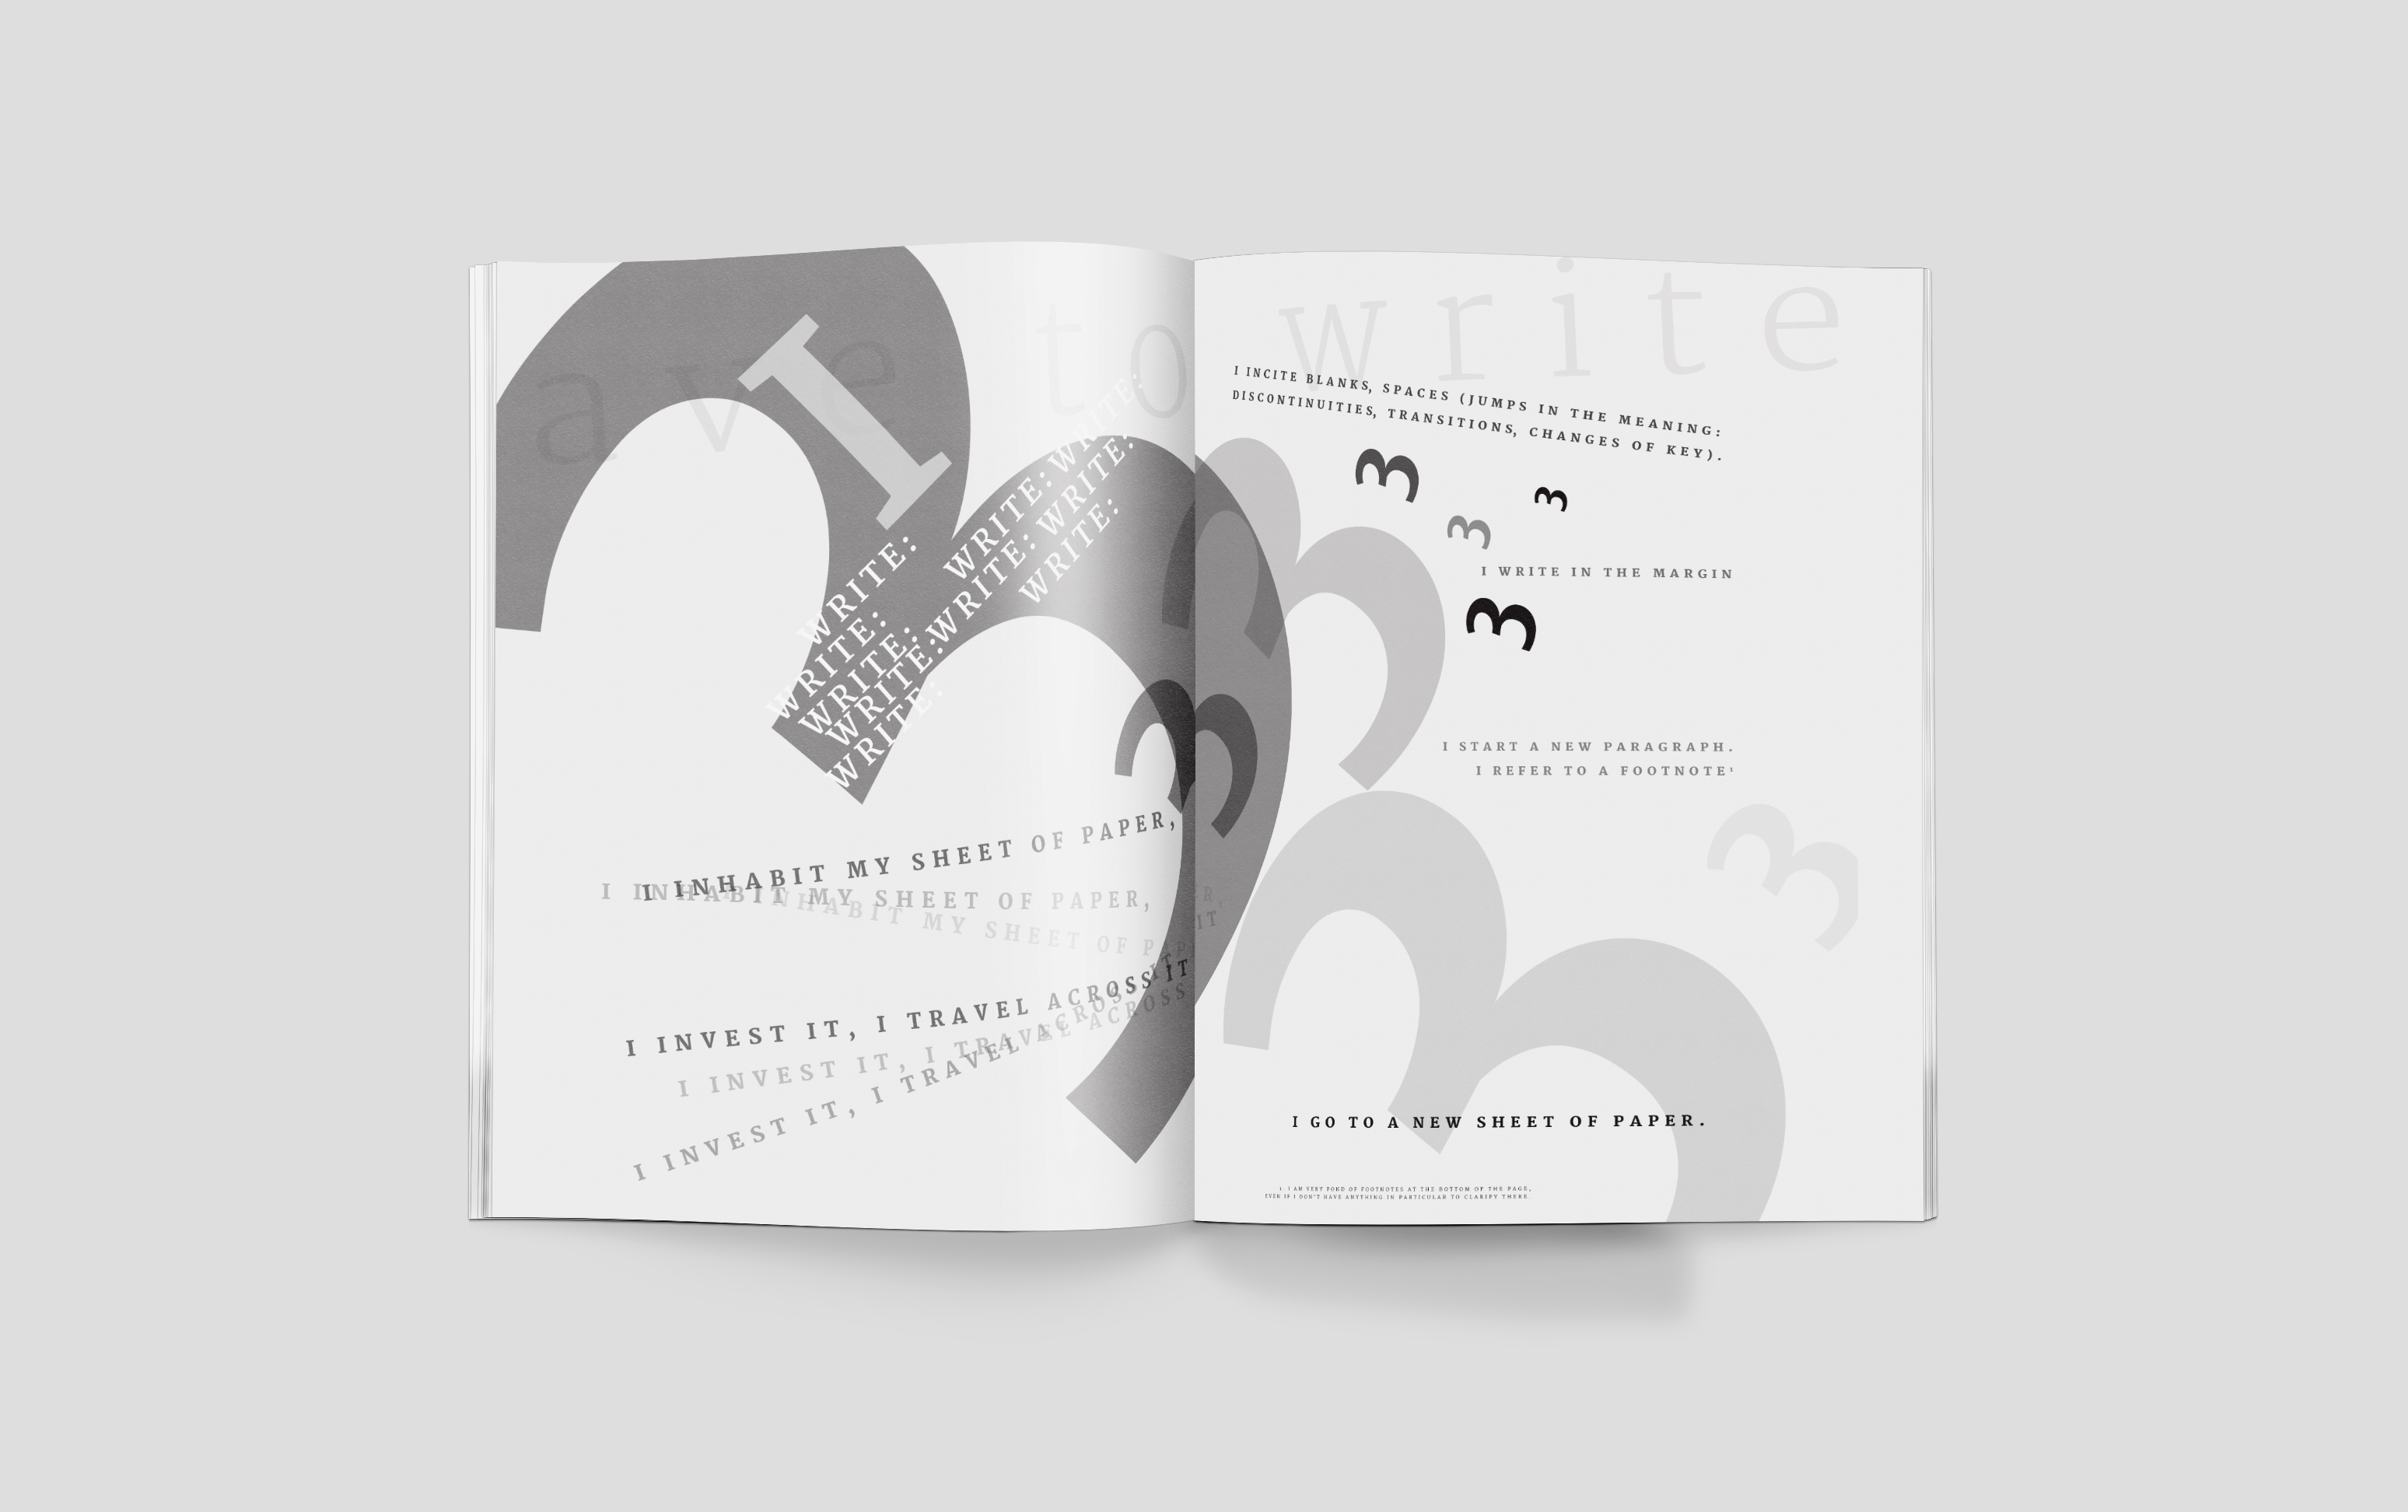 ave to write
I
WRITE:
WRITE: WRITE:
WRITE: WRITE:
WRITE: WRITE:
WRITE: WRITE:
WRITE:
I INHABIT MY SHEET OF PAPER,
I INHABIT MY SHEET OF PAPER,
I INHABIT MY SHEET OF PAPER,
I INVEST IT, I TRAVEL ACROSS IT
I INVEST IT, I TRAVEL ACROSS
I INVEST IT, I TRAVEL ACROSS IT
3
3
I INCITE BLANKS, SPACES (JUMPS IN THE MEANING:
DISCONTINUITIES, TRANSITIONS, CHANGES OF KEY).
3
3
3
I WRITE IN THE MARGIN
3
3
I START A NEW PARAGRAPH.
I REFER TO A FOOTNOTE¹
3
3
I GO TO A NEW SHEET OF PAPER.
1. I AM VERY FOND OF FOOTNOTES AT THE BOTTOM OF THE PAGE,
EVEN IF I DON'T HAVE ANYTHING IN PARTICULAR TO CLARIFY THERE.